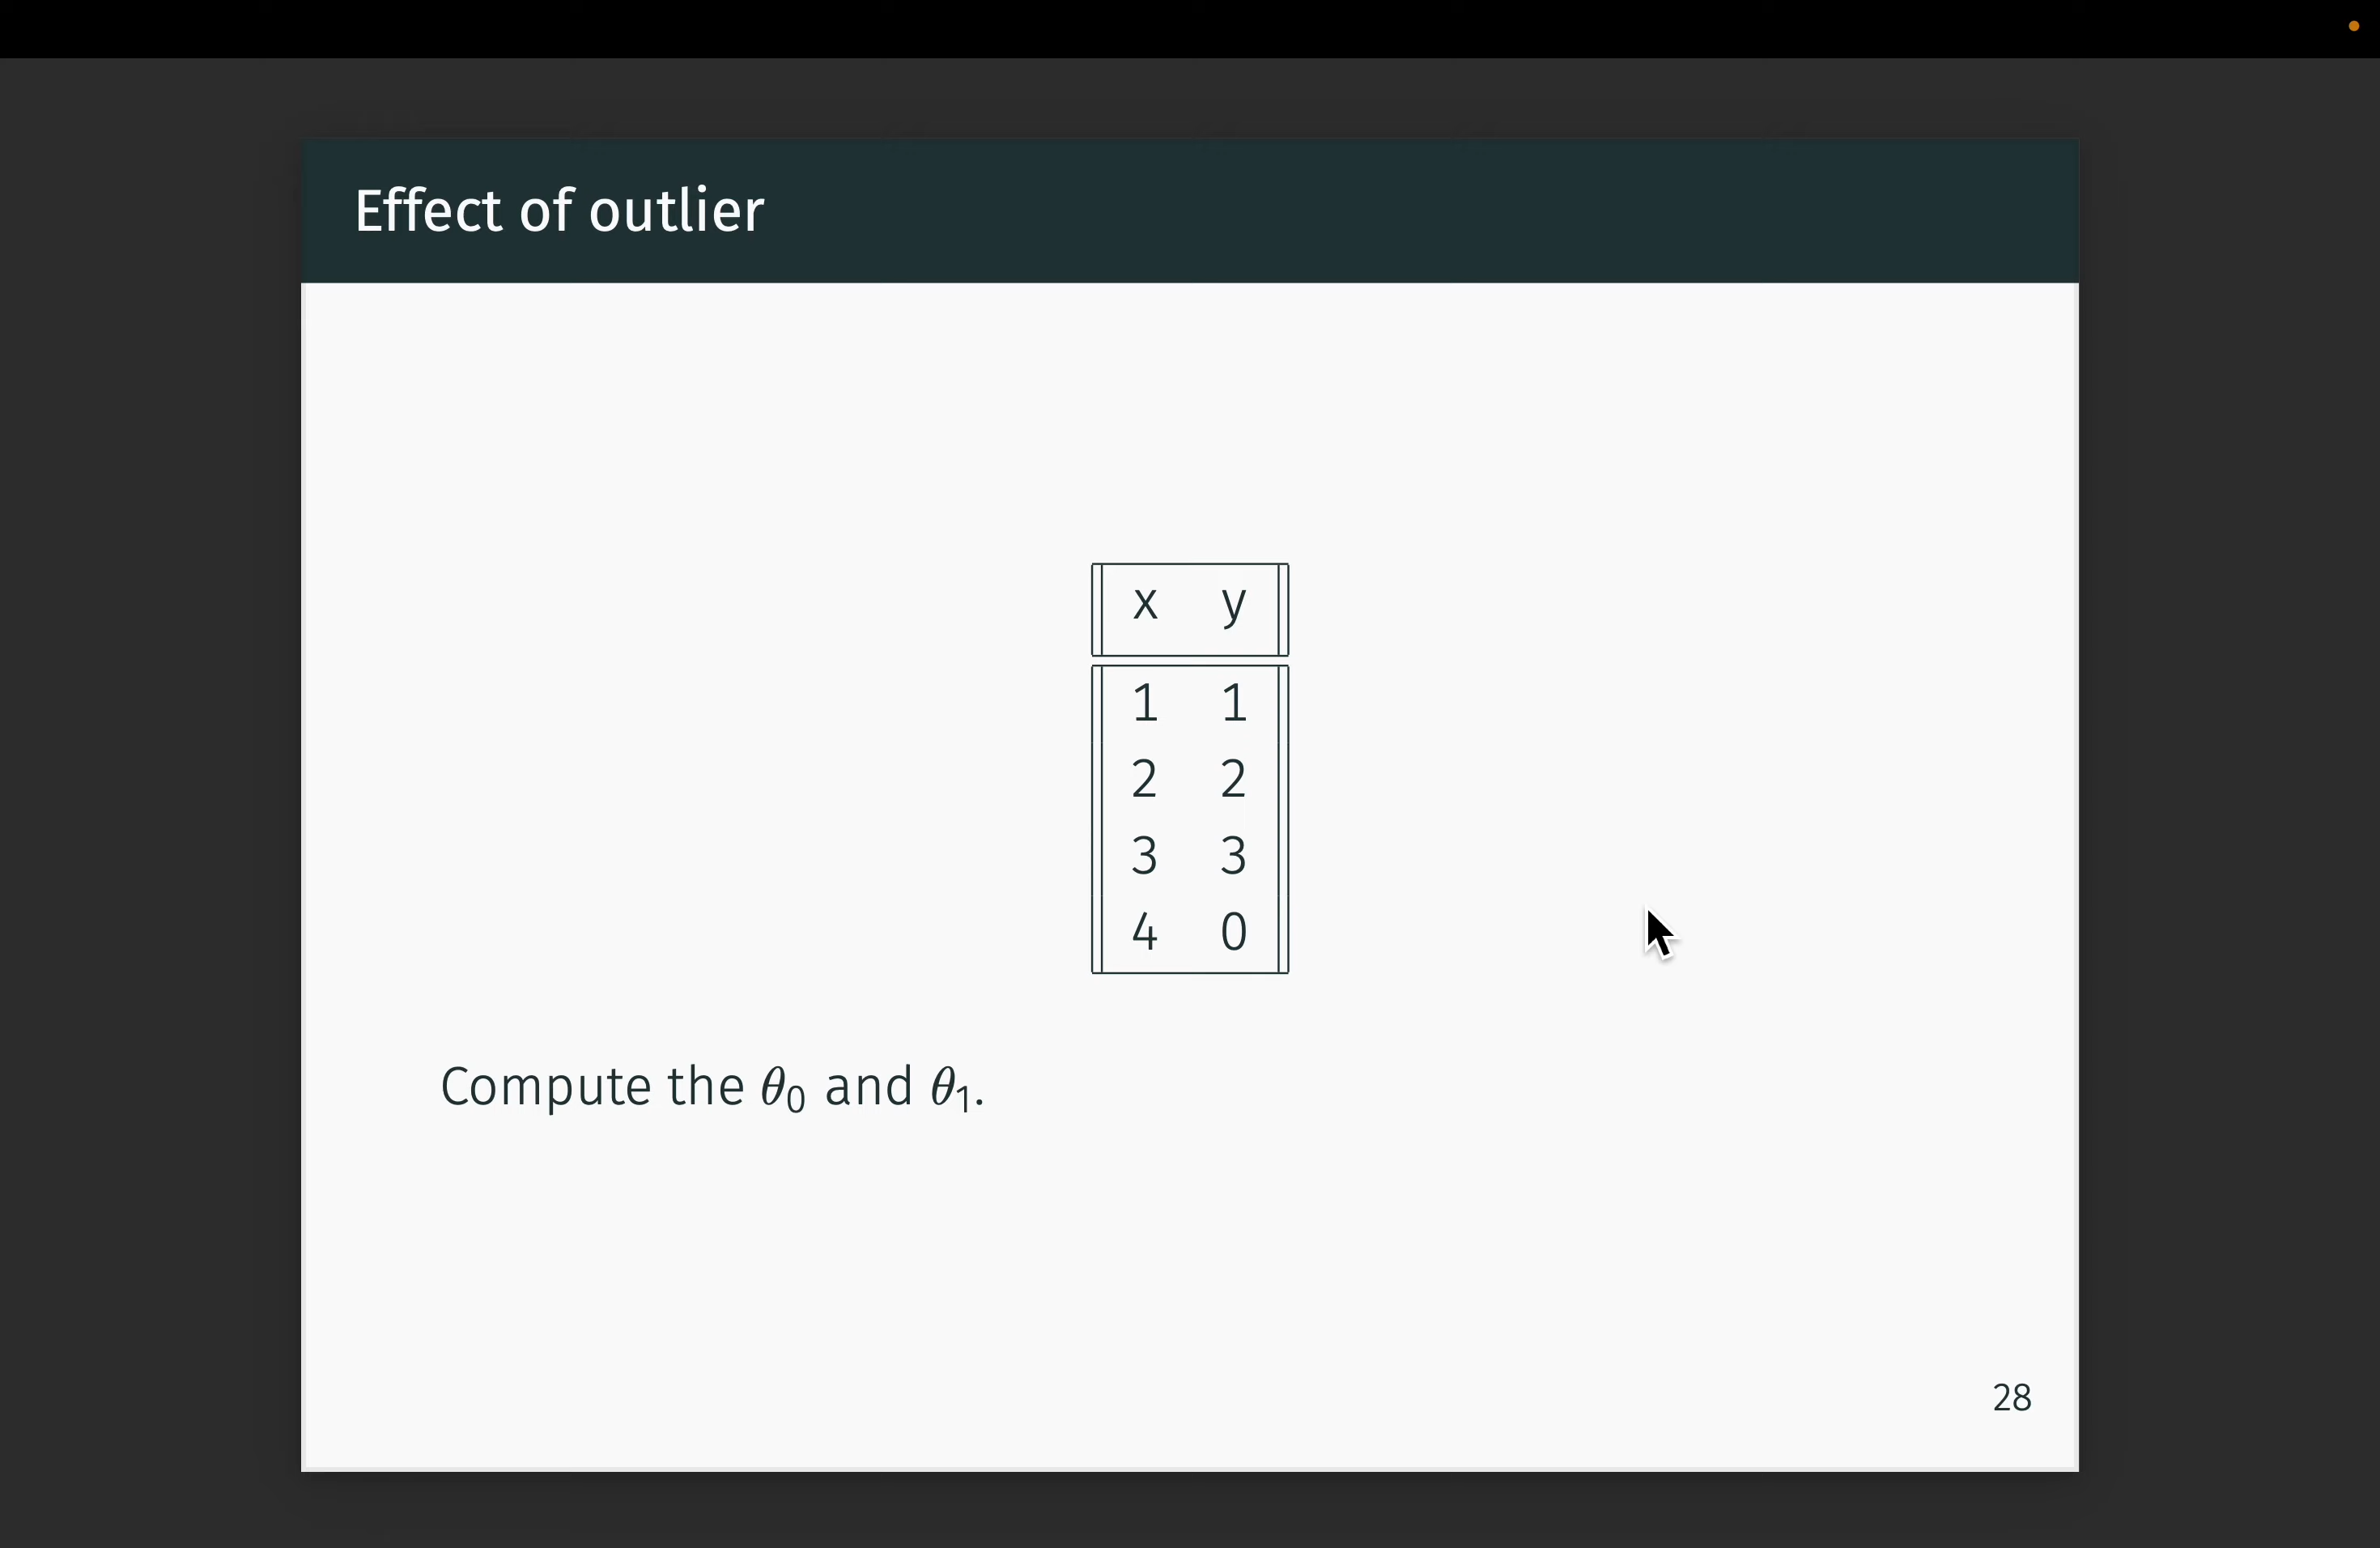 Effect of outlier
x y
1 1
2 2
3 3
4 0
Compute the θ₀ and θ₁.
28